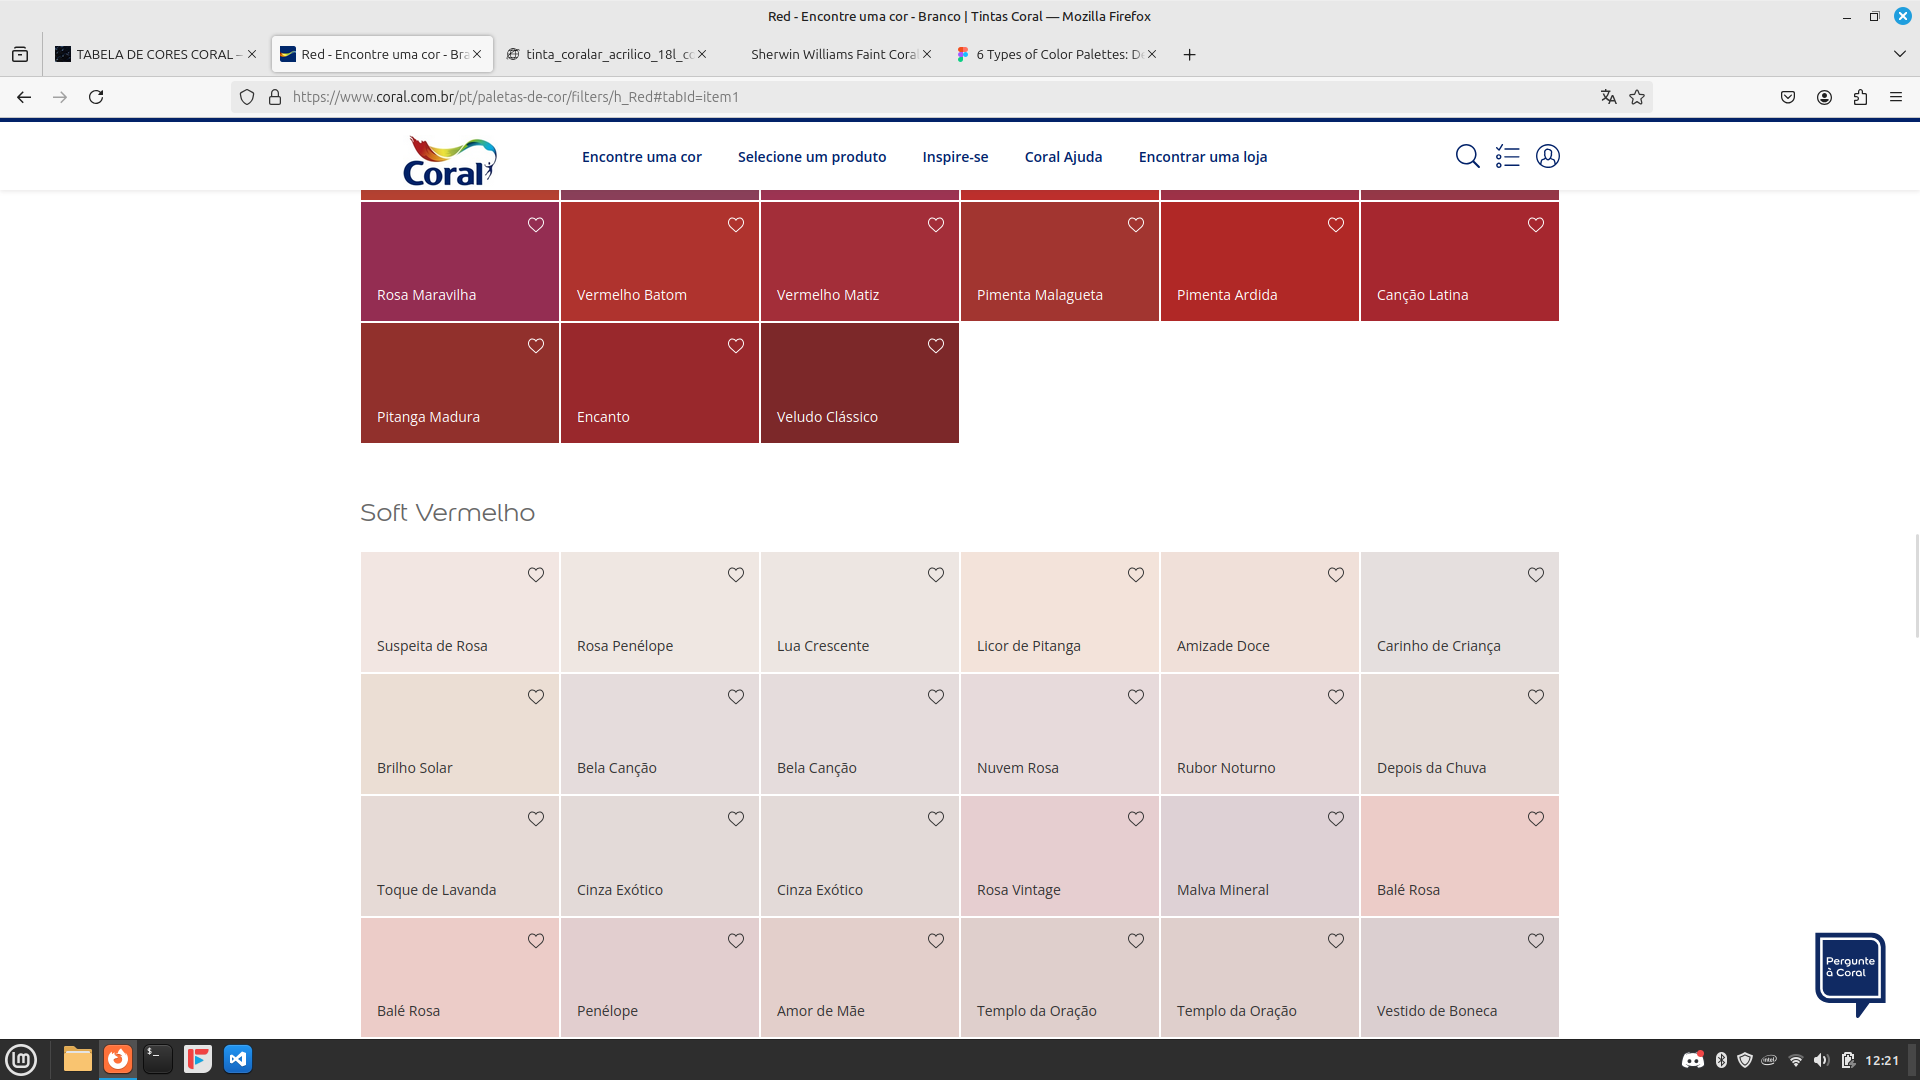 Red - Encontre uma cor - Branco | Tintas Coral — Mozilla Firefox
TABELA DE CORES CORAL –
Red - Encontre uma cor - Bra
tinta_coralar_acrilico_18l_co
Sherwin Williams Faint Coral
6 Types of Color Palettes: De
https://www.coral.com.br/pt/paletas-de-cor/filters/h_Red#tabId=item1
Coral
Encontre uma cor
Selecione um produto
Inspire-se
Coral Ajuda
Encontrar uma loja
Rosa Maravilha
Vermelho Batom
Vermelho Matiz
Pimenta Malagueta
Pimenta Ardida
Canção Latina
Pitanga Madura
Encanto
Veludo Clássico
Soft Vermelho
Suspeita de Rosa
Rosa Penélope
Lua Crescente
Licor de Pitanga
Amizade Doce
Carinho de Criança
Brilho Solar
Bela Canção
Bela Canção
Nuvem Rosa
Rubor Noturno
Depois da Chuva
Toque de Lavanda
Cinza Exótico
Cinza Exótico
Rosa Vintage
Malva Mineral
Balé Rosa
Balé Rosa
Penélope
Amor de Mãe
Templo da Oração
Templo da Oração
Vestido de Boneca
Pergunte
à Coral
12:21